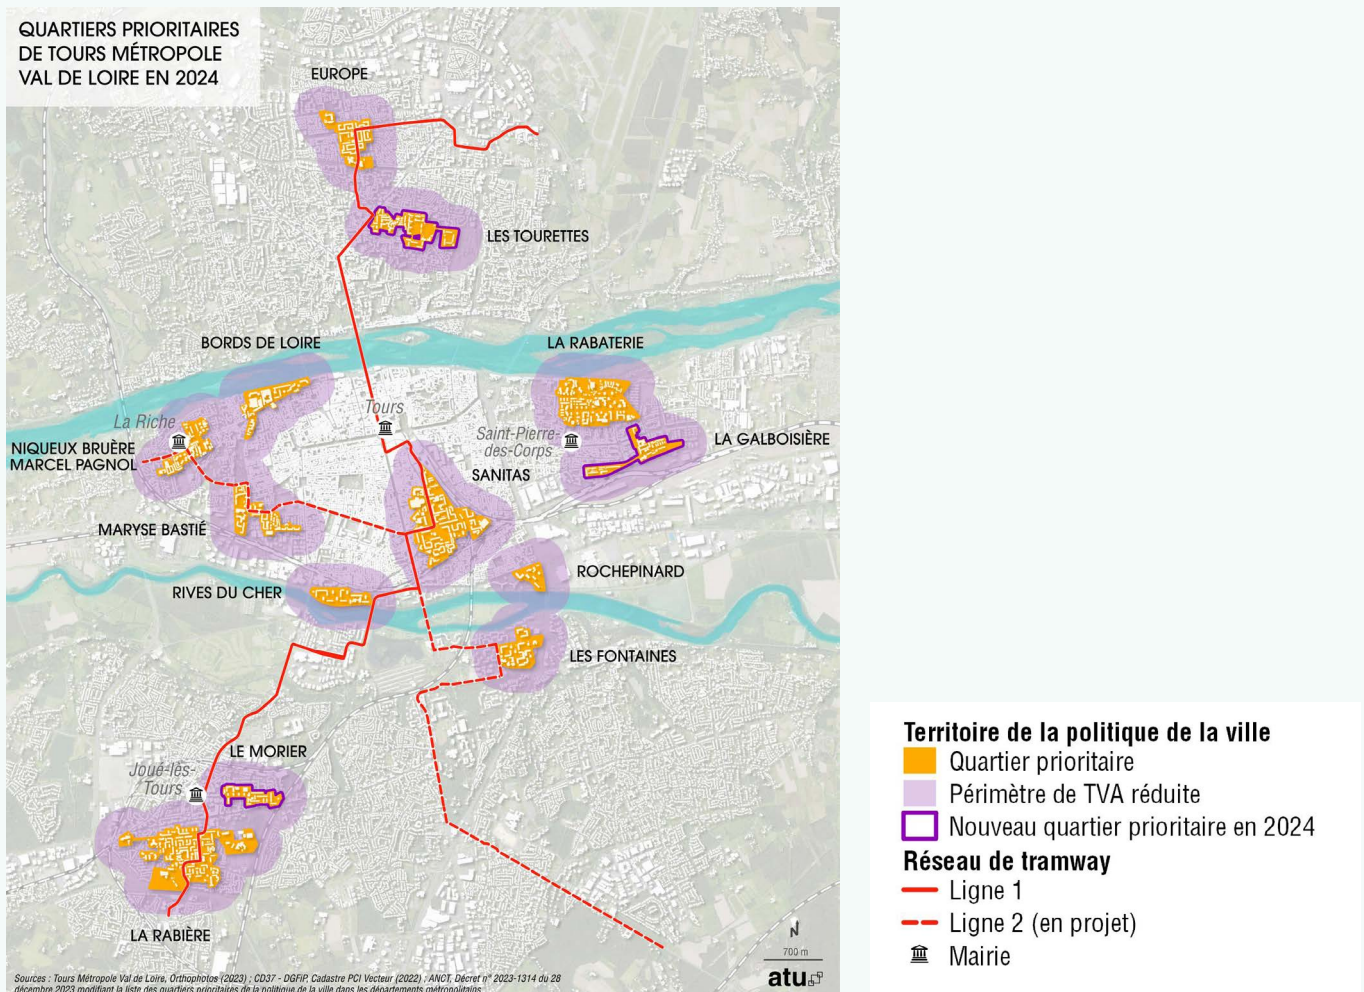 QUARTIERS PRIORITAIRES
DE TOURS MÉTROPOLE
VAL DE LOIRE EN 2024
EUROPE
LES TOURETTES
BORDS DE LOIRE
LA RABATERIE
La Riche
Tours
Saint-Pierre-
des-Corps
LA GALBOISIÈRE
NIQUEUX BRUÈRE
MARCEL PAGNOL
SANITAS
MARYSE BASTIÉ
ROCHEPINARD
RIVES DU CHER
LES FONTAINES
LE MORIER
Joué-lès-
Tours
LA RABIÈRE
N
700 m
atu
Sources : Tours Métropole Val de Loire, Orthophotos (2023) ; CD37 - DGFiP, Cadastre PCI Vecteur (2022) ; ANCT, Décret n° 2023-1314 du 28
décembre 2023 modifiant la liste des quartiers prioritaires de la politique de la ville dans les départements métropolitains
Territoire de la politique de la ville
Quartier prioritaire
Périmètre de TVA réduite
Nouveau quartier prioritaire en 2024
Réseau de tramway
Ligne 1
Ligne 2 (en projet)
Mairie